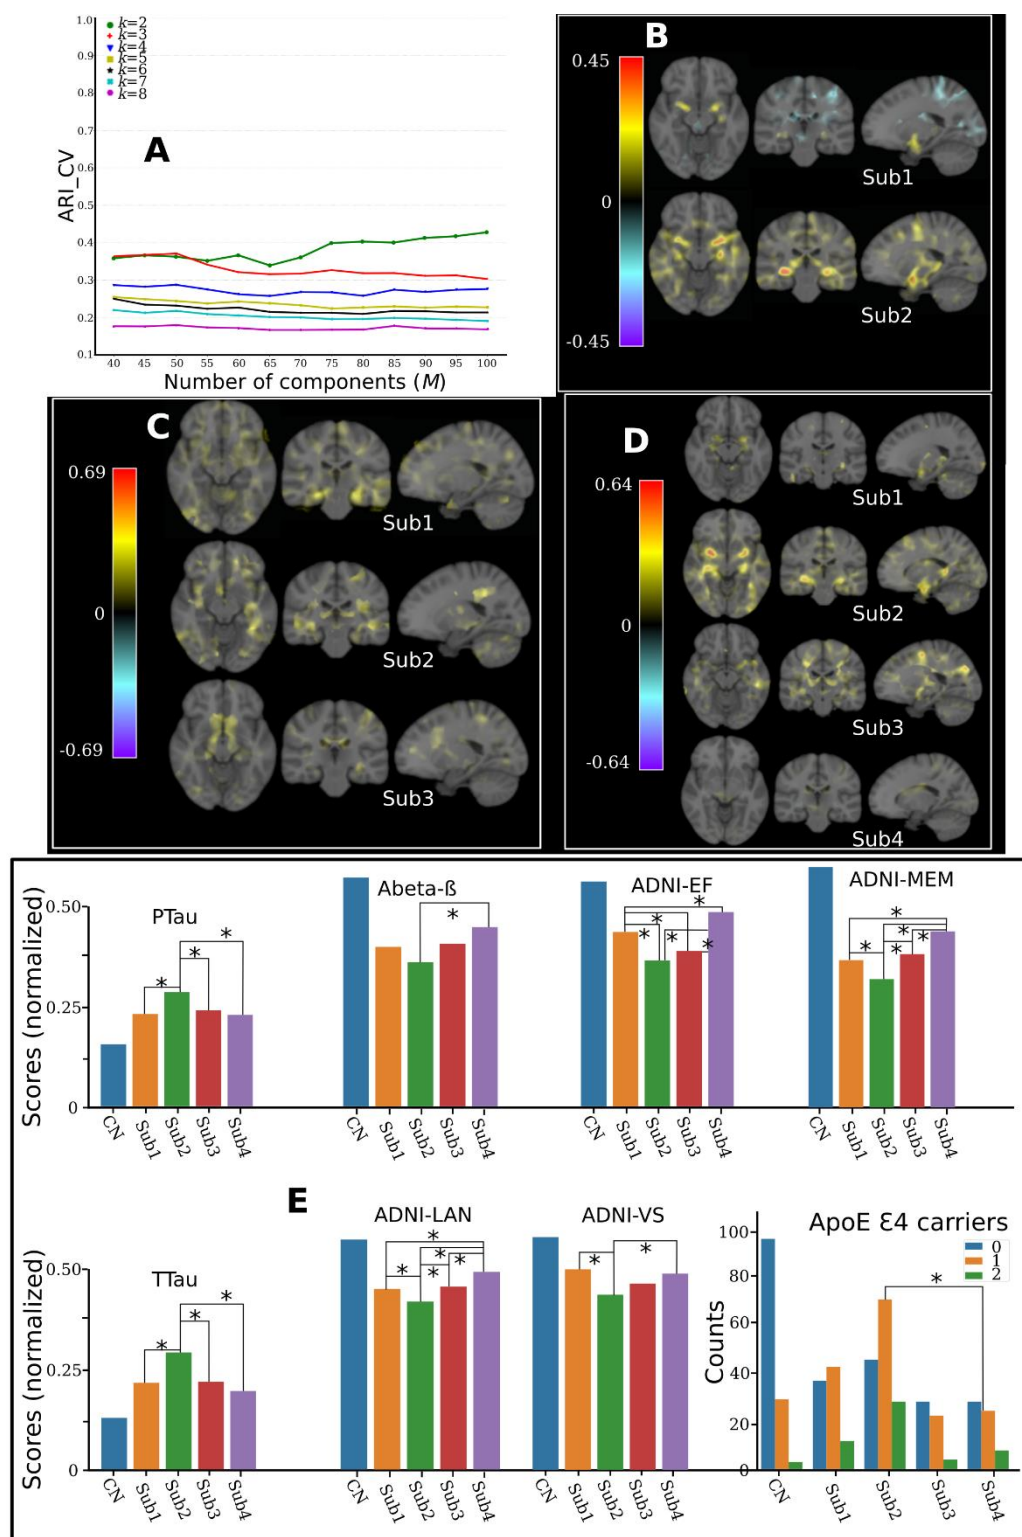 1.0
0.9
0.8
0.7
0.6
0.5
0.4
0.3
0.2
0.1
ARI_CV
k=2
k=3
k=4
k=5
k=6
k=7
k=8
A
40 45 50 55 60 65 70 75 80 85 90 95 100
Number of components (M)
B
0.45
0
-0.45
Sub1
Sub2
C
0.69
0
-0.69
Sub1
Sub2
Sub3
D
0.64
0
-0.64
Sub1
Sub2
Sub3
Sub4
Scores (normalized)
0.50
0.25
0
PTau
* * *
CN Sub1 Sub2 Sub3 Sub4
Abeta-ß
*
CN Sub1 Sub2 Sub3 Sub4
ADNI-EF
* * * * *
CN Sub1 Sub2 Sub3 Sub4
ADNI-MEM
* * * *
CN Sub1 Sub2 Sub3 Sub4
E
Scores (normalized)
0.50
0.25
0
TTau
* * *
CN Sub1 Sub2 Sub3 Sub4
ADNI-LAN
* * * * *
CN Sub1 Sub2 Sub3 Sub4
ADNI-VS
* *
CN Sub1 Sub2 Sub3 Sub4
ApoE Ɛ4 carriers
0
1
2
*
Counts
100
80
60
40
20
0
CN Sub1 Sub2 Sub3 Sub4